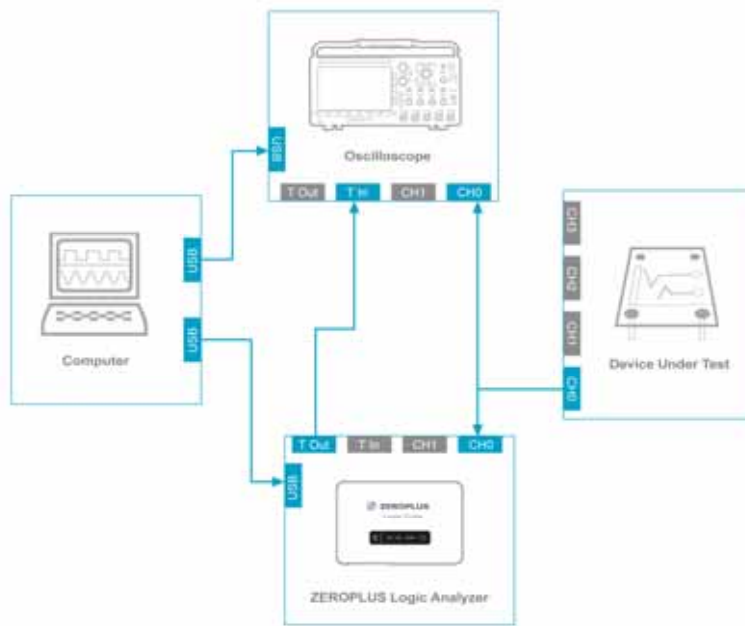 USB
Oscilloscope
T Out
T In
CH1
CH0
USB
USB
Computer
CH3
CH2
CH1
CH0
Device Under Test
T Out
T In
CH1
CH0
USB
ZEROPLUS
ZEROPLUS Logic Analyzer